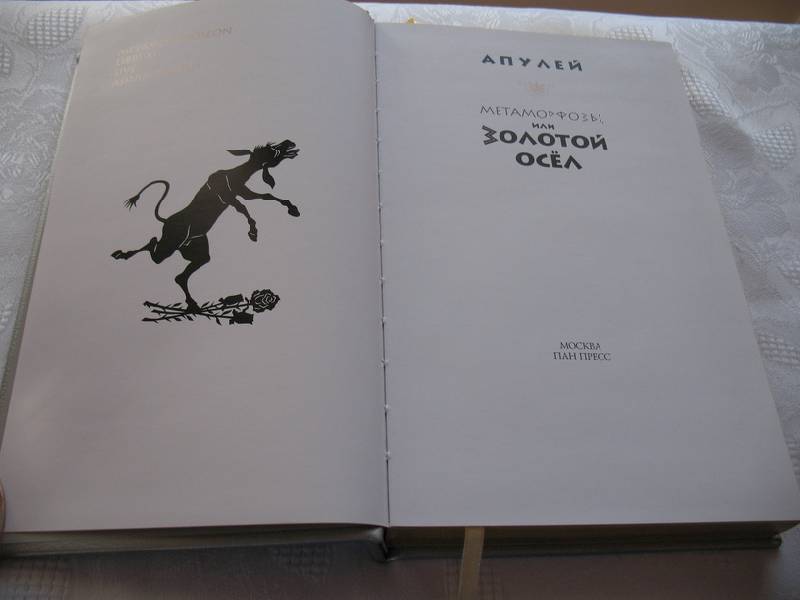 АПУЛЕЙ
МЕТАМОРФОЗЫ,
или
ЗОЛОТОЙ
ОСЁЛ
МОСКВА
ПАН ПРЕСС